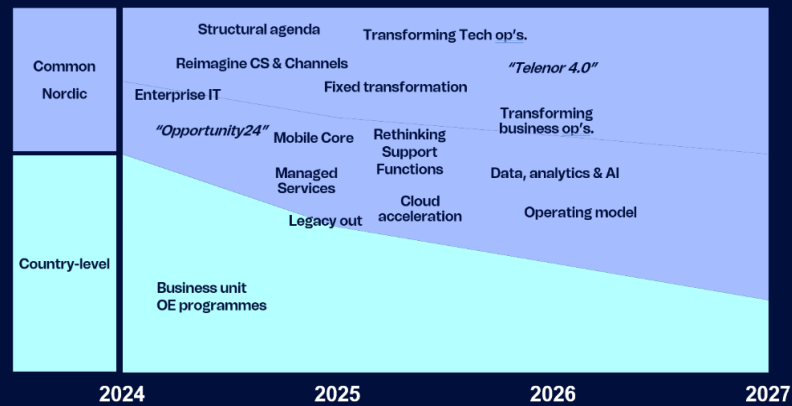 Common
Nordic
Country-level
Structural agenda
Transforming Tech op's.
Reimagine CS & Channels
"Telenor 4.0"
Fixed transformation
Enterprise IT
Transforming
business op's.
"Opportunity24"
Mobile Core
Rethinking
Support
Functions
Managed
Services
Data, analytics & AI
Cloud
acceleration
Operating model
Legacy out
Business unit
OE programmes
2024
2025
2026
2027